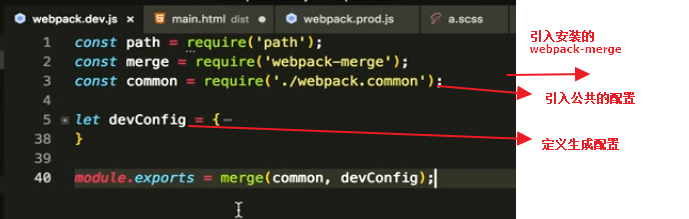 webpack.dev.js
main.html dist
webpack.prod.js
a.scss
1 const path = require('path');
2 const merge = require('webpack-merge');
3 const common = require('./webpack.common');
4
5 let devConfig = {
38 }
39
40 module.exports = merge(common, devConfig);
引入安装的
webpack-merge
引入公共的配置
定义生成配置